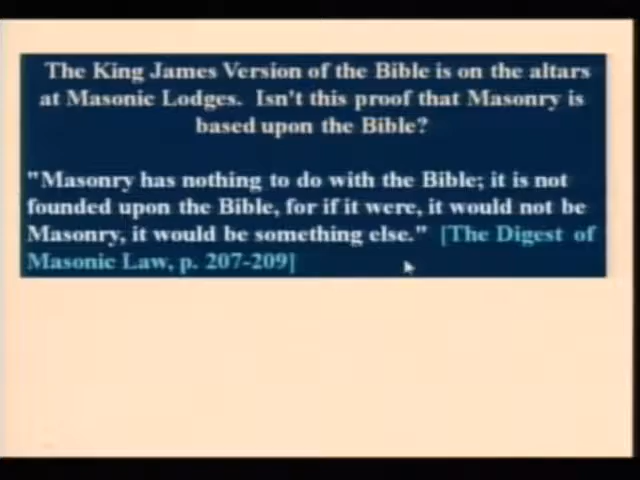 The King James Version of the Bible is on the altars
at Masonic Lodges. Isn't this proof that Masonry is
based upon the Bible?
"Masonry has nothing to do with the Bible; it is not
founded upon the Bible, for if it were, it would not be
Masonry, it would be something else." [The Digest of
Masonic Law, p. 207-209]